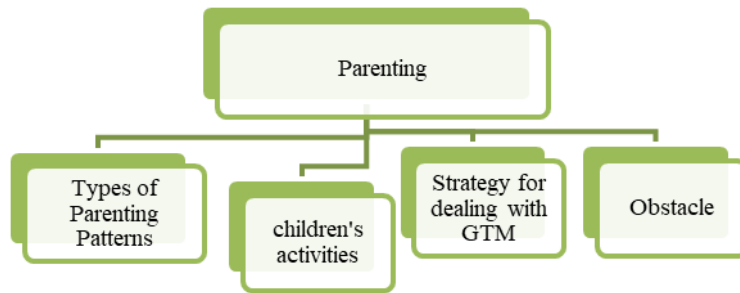 Parenting
Types of
Parenting
Patterns
children's
activities
Strategy for
dealing with
GTM
Obstacle